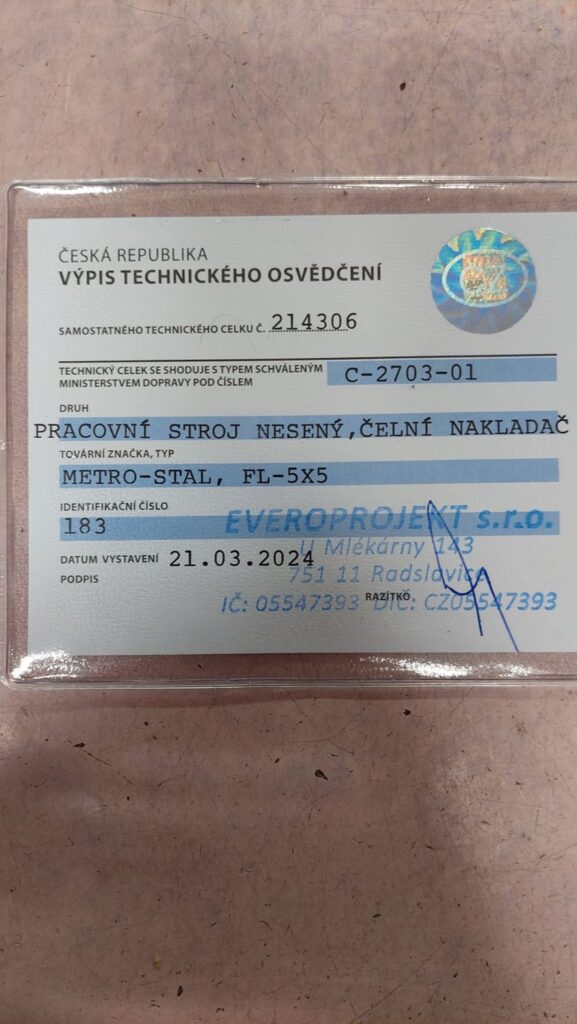 ČESKÁ REPUBLIKA
VÝPIS TECHNICKÉHO OSVĚDČENÍ
SAMOSTATNÉHO TECHNICKÉHO CELKU Č. 214306
TECHNICKÝ CELEK SE SHODUJE S TYPEM SCHVÁLENÝM
MINISTERSTVEM DOPRAVY POD ČÍSLEM
C-2703-01
DRUH
PRACOVNÍ STROJ NESENÝ,ČELNÍ NAKLADAČ
TOVÁRNÍ ZNAČKA, TYP
METRO-STAL, FL-5X5
IDENTIFIKAČNÍ ČÍSLO
183
EVEROPROJEKT s.r.o.
U Mlékárny 143
DATUM VYSTAVENÍ 21.03.2024
751 11 Radslavice
PODPIS
RAZÍTKO
IČ: 05547393 DIČ: CZ05547393